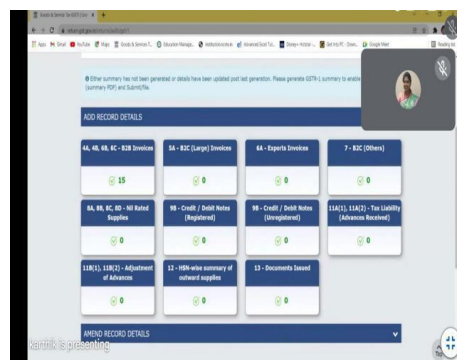 Apps
Gmail
YouTube
Maps
Either summary has not been generated or details have been updated post last generation. Please generate GSTR-1 summary to enable
(summary PDF) and Submit/file.
ADD RECORD DETAILS
4A, 4B, 6B, 6C - B2B Invoices
5A - B2C (Large) Invoices
6A - Exports Invoices
7 - B2C (Others)
15
0
0
0
8A, 8B, 8C, 8D - Nil Rated
Supplies
9B - Credit / Debit Notes
(Registered)
9B - Credit / Debit Notes
(Unregistered)
11A(1), 11A(2) - Tax Liability
(Advances Received)
0
0
0
0
11B(1), 11B(2) - Adjustment
of Advances
12 - HSN-wise summary of
outward supplies
13 - Documents Issued
0
0
0
AMEND RECORD DETAILS
karthik is presenting